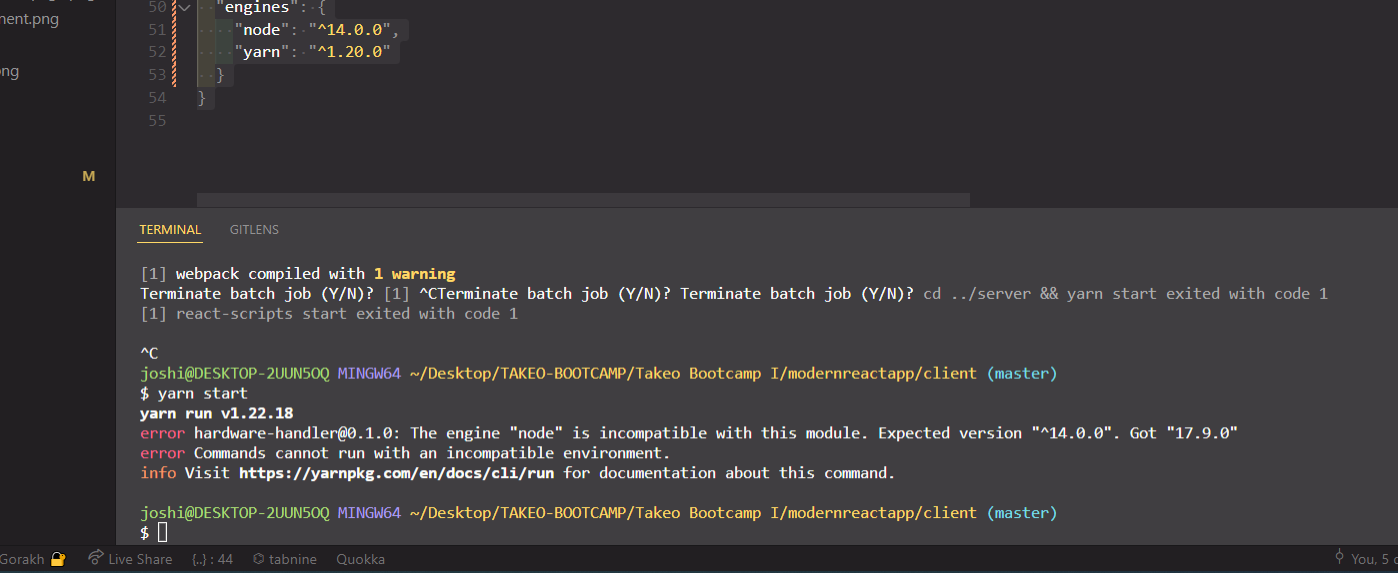 ment.png
ng
M
50 "engines": {
51 "node": "^14.0.0",
52 "yarn": "^1.20.0"
53 }
54 }
55
TERMINAL GITLENS
[1] webpack compiled with 1 warning
Terminate batch job (Y/N)? [1] ^CTerminate batch job (Y/N)? Terminate batch job (Y/N)? cd ../server && yarn start exited with code 1
[1] react-scripts start exited with code 1
^C
joshi@DESKTOP-2UUN5OQ MINGW64 ~/Desktop/TAKEO-BOOTCAMP/Takeo Bootcamp I/modernreactapp/client (master)
$ yarn start
yarn run v1.22.18
error hardware-handler@0.1.0: The engine "node" is incompatible with this module. Expected version "^14.0.0". Got "17.9.0"
error Commands cannot run with an incompatible environment.
info Visit https://yarnpkg.com/en/docs/cli/run for documentation about this command.
joshi@DESKTOP-2UUN5OQ MINGW64 ~/Desktop/TAKEO-BOOTCAMP/Takeo Bootcamp I/modernreactapp/client (master)
$
Gorakh Live Share {..} : 44 tabnine Quokka You, 5